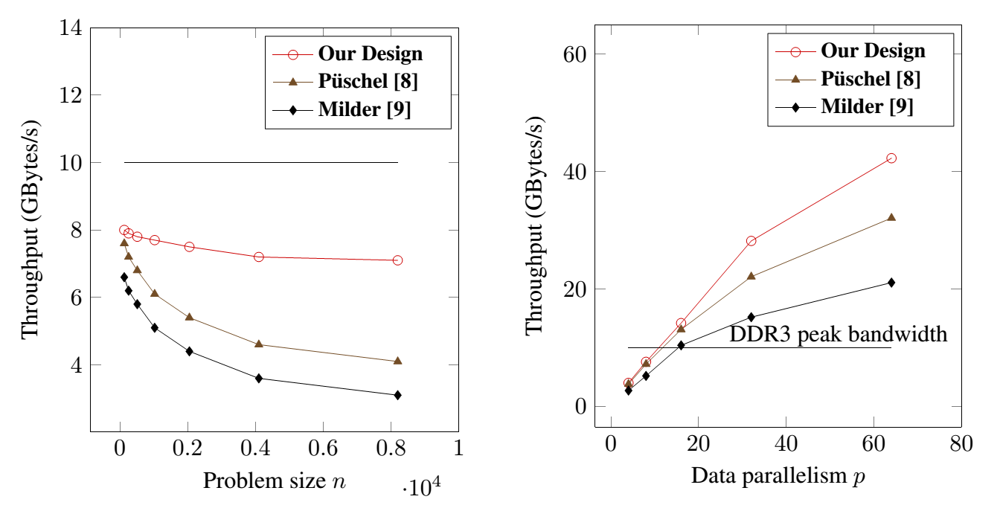 14
12
10
8
6
4
0
0.2
0.4
0.6
0.8
1
·10⁴
Throughput (GBytes/s)
Problem size n
Our Design
Püschel [8]
Milder [9]
60
40
20
0
0
20
40
60
80
Throughput (GBytes/s)
Data parallelism p
Our Design
Püschel [8]
Milder [9]
DDR3 peak bandwidth